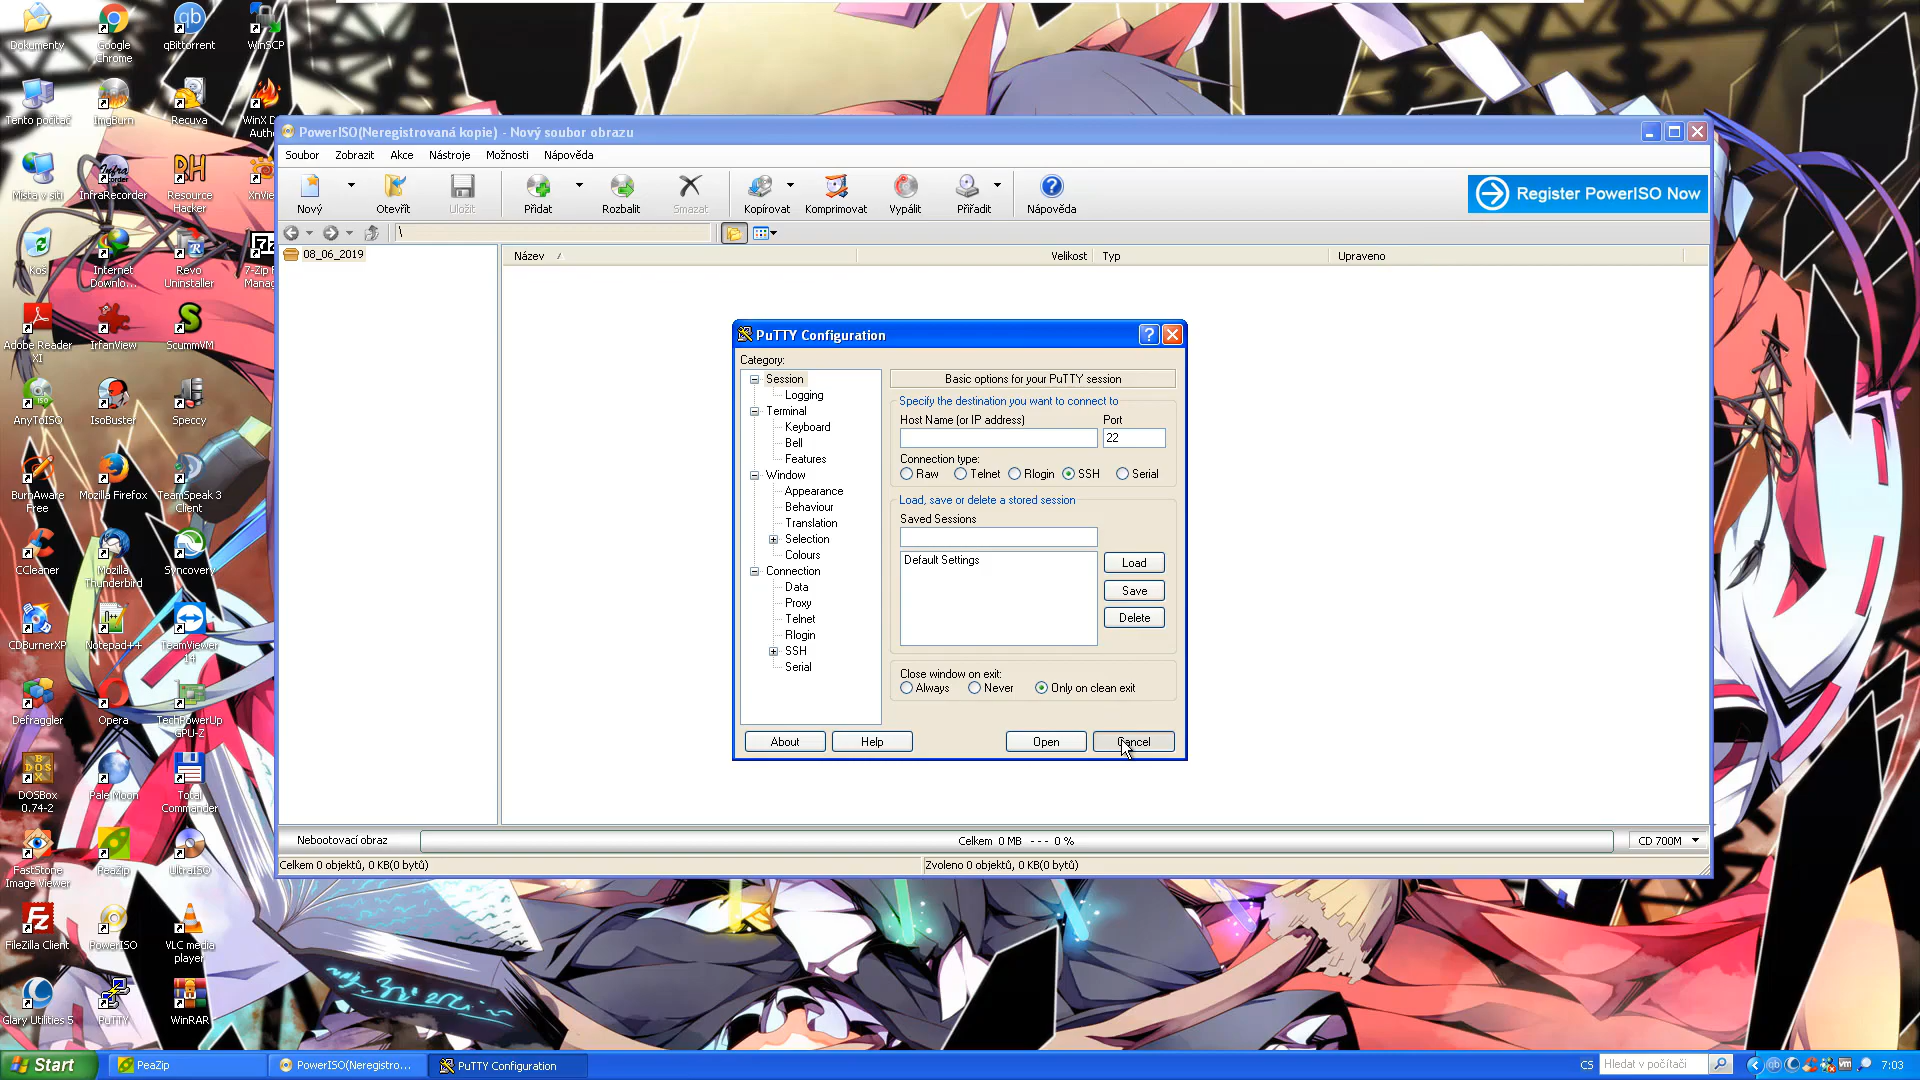 Dokumenty
Google Chrome
qBittorrent
WinSCP
Tento počítač
ImgBurn
Recuva
Místa v síti
InfraRecorder
Resource Hacker
Koš
Internet Downlo...
Revo Uninstaller
Adobe Reader XI
IrfanView
ScummVM
AnyToISO
IsoBuster
Speccy
BurnAware Free
Mozilla Firefox
TeamSpeak 3 Client
CCleaner
Mozilla Thunderbird
Syncovery
CDBurnerXP
Notepad++
TeamViewer 14
Defraggler
Opera
TechPowerUp GPU-Z
DOSBox 0.74-2
Pale Moon
Total Commander
FastStone Image Viewer
PeaZip
UltraISO
FileZilla Client
PowerISO
VLC media player
Glary Utilities 5
PuTTY
WinRAR
PowerISO(Neregistrovaná kopie) - Nový soubor obrazu
Soubor Zobrazit Akce Nástroje Možnosti Nápověda
Nový Otevřít Uložit Přidat Rozbalit Smazat Kopírovat Komprimovat Vypálit Přiřadit Nápověda
Register PowerISO Now
\
08_06_2019
Název Velikost Typ Upraveno
PuTTY Configuration
Category:
Session
Logging
Terminal
Keyboard
Bell
Features
Window
Appearance
Behaviour
Translation
Selection
Colours
Connection
Data
Proxy
Telnet
Rlogin
SSH
Serial
Basic options for your PuTTY session
Specify the destination you want to connect to
Host Name (or IP address) Port
22
Connection type:
Raw Telnet Rlogin SSH Serial
Load, save or delete a stored session
Saved Sessions
Default Settings
Load
Save
Delete
Close window on exit:
Always Never Only on clean exit
About Help Open Cancel
Nebootovací obraz Celkem 0 MB --- 0 % CD 700M
Celkem 0 objektů, 0 KB(0 bytů) Zvoleno 0 objektů, 0 KB(0 bytů)
Start PeaZip PowerISO(Neregistro... PuTTY Configuration CS Hledat v počítači 7:03